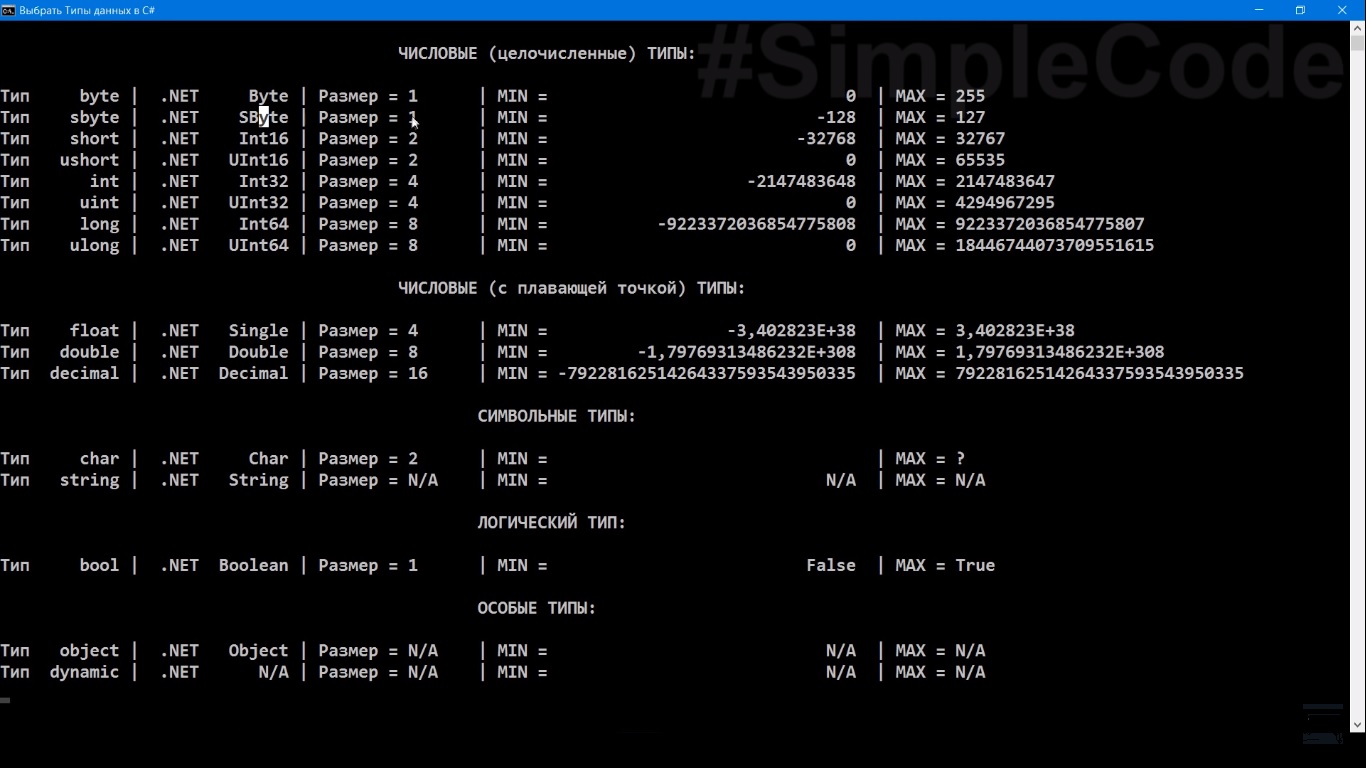 Выбрать Типы данных в C#
#SimpleCode
ЧИСЛОВЫЕ (целочисленные) ТИПЫ:
Тип byte | .NET Byte | Размер = 1 | MIN = 0 | MAX = 255
Тип sbyte | .NET SByte | Размер = 1 | MIN = -128 | MAX = 127
Тип short | .NET Int16 | Размер = 2 | MIN = -32768 | MAX = 32767
Тип ushort | .NET UInt16 | Размер = 2 | MIN = 0 | MAX = 65535
Тип int | .NET Int32 | Размер = 4 | MIN = -2147483648 | MAX = 2147483647
Тип uint | .NET UInt32 | Размер = 4 | MIN = 0 | MAX = 4294967295
Тип long | .NET Int64 | Размер = 8 | MIN = -9223372036854775808 | MAX = 9223372036854775807
Тип ulong | .NET UInt64 | Размер = 8 | MIN = 0 | MAX = 18446744073709551615
ЧИСЛОВЫЕ (с плавающей точкой) ТИПЫ:
Тип float | .NET Single | Размер = 4 | MIN = -3,402823E+38 | MAX = 3,402823E+38
Тип double | .NET Double | Размер = 8 | MIN = -1,79769313486232E+308 | MAX = 1,79769313486232E+308
Тип decimal | .NET Decimal | Размер = 16 | MIN = -79228162514264337593543950335 | MAX = 79228162514264337593543950335
СИМВОЛЬНЫЕ ТИПЫ:
Тип char | .NET Char | Размер = 2 | MIN = | MAX = ?
Тип string | .NET String | Размер = N/A | MIN = N/A | MAX = N/A
ЛОГИЧЕСКИЙ ТИП:
Тип bool | .NET Boolean | Размер = 1 | MIN = False | MAX = True
ОСОБЫЕ ТИПЫ:
Тип object | .NET Object | Размер = N/A | MIN = N/A | MAX = N/A
Тип dynamic | .NET N/A | Размер = N/A | MIN = N/A | MAX = N/A